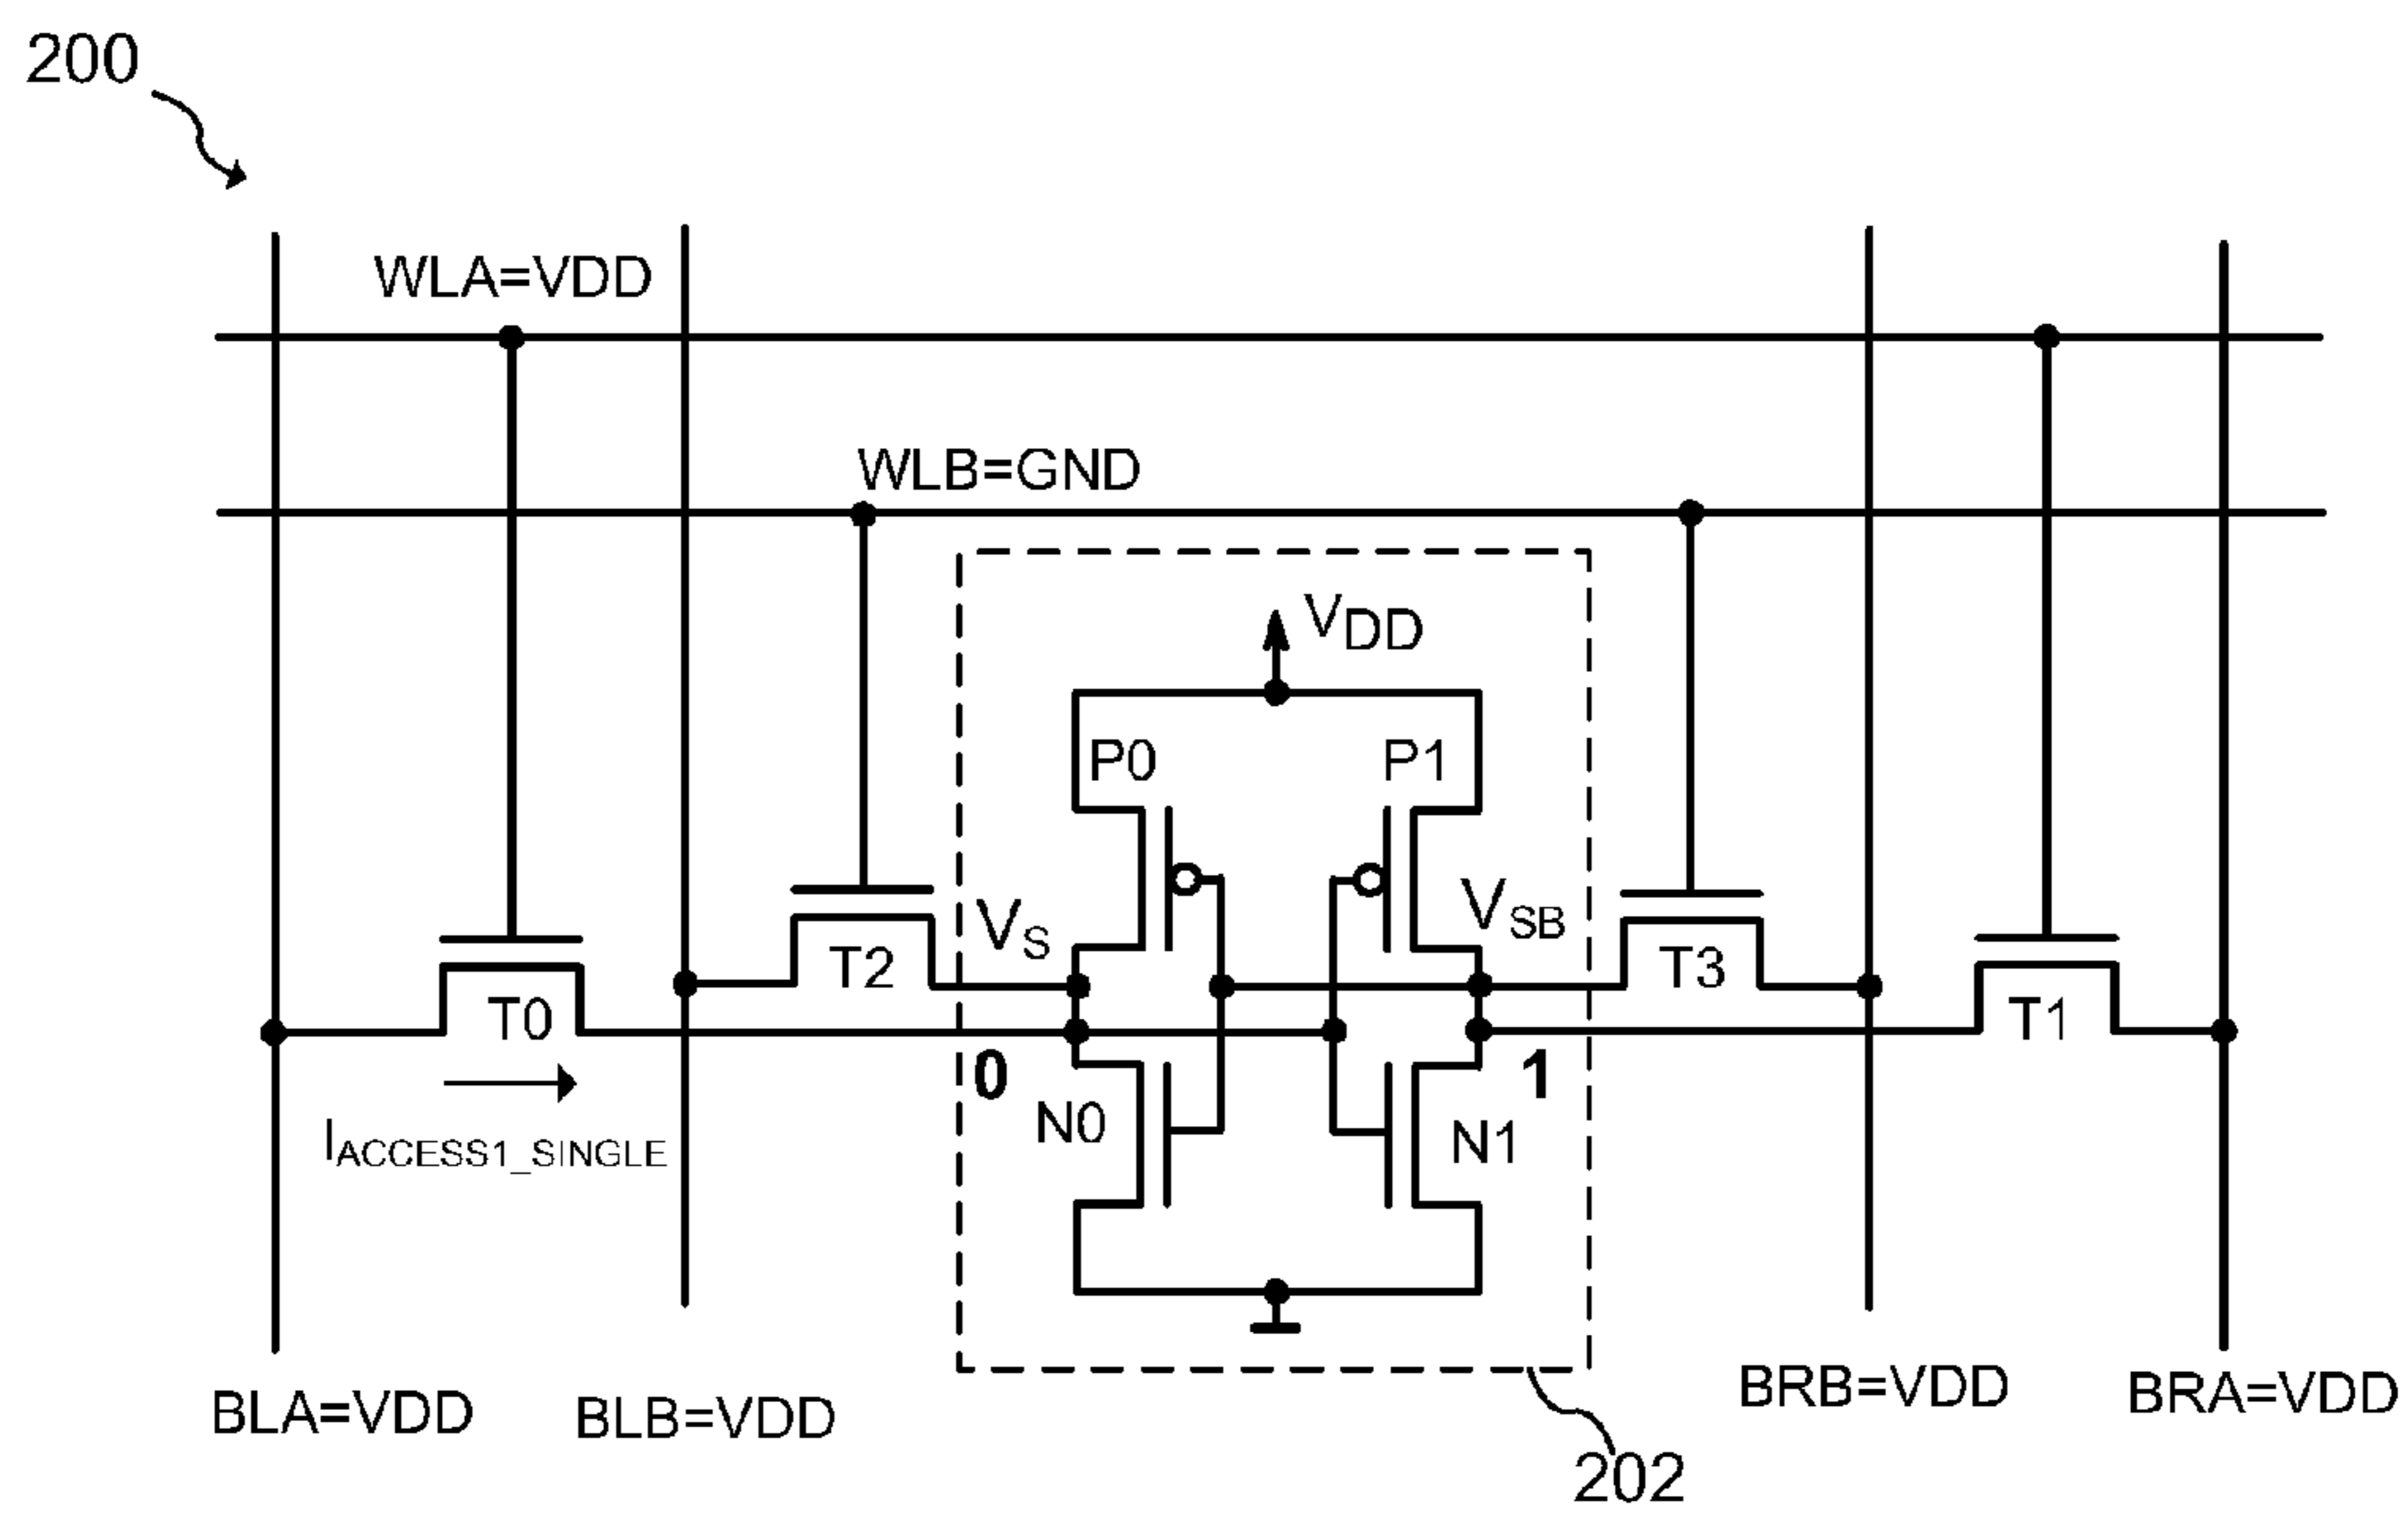 200
WLA=VDD
WLB=GND
VDD
P0 P1
VS VSB
T2 T3
T0 T1
0 1
N0 N1
IACCESS1_SINGLE
BLA=VDD BLB=VDD BRB=VDD BRA=VDD
202